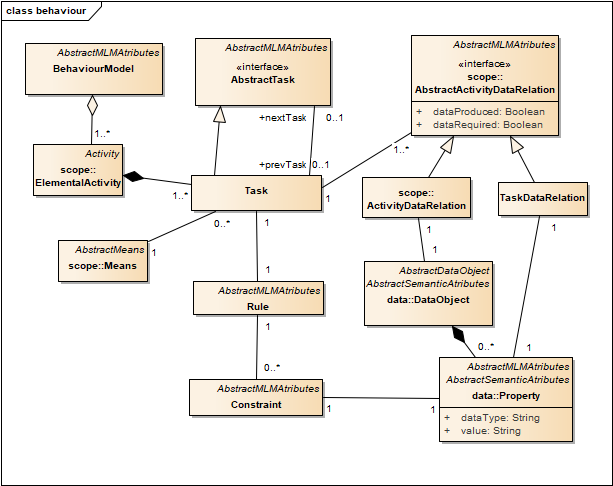 class behaviour
AbstractMLMAtributes
BehaviourModel
AbstractMLMAtributes
«interface»
AbstractTask
AbstractMLMAtributes
«interface»
scope::
AbstractActivityDataRelation
+ dataProduced: Boolean
+ dataRequired: Boolean
+nextTask
0..1
1..*
Activity
scope::
ElementalActivity
+prevTask
0..1
1..*
1..*
Task
1
scope::
ActivityDataRelation
TaskDataRelation
0..*
1
1
AbstractMeans
scope::Means
1
1
1
AbstractDataObject
AbstractSemanticAtributes
data::DataObject
AbstractMLMAtributes
Rule
1
0..*
1
0..*
AbstractMLMAtributes
AbstractSemanticAtributes
data::Property
+ dataType: String
+ value: String
AbstractMLMAtributes
Constraint
1
1